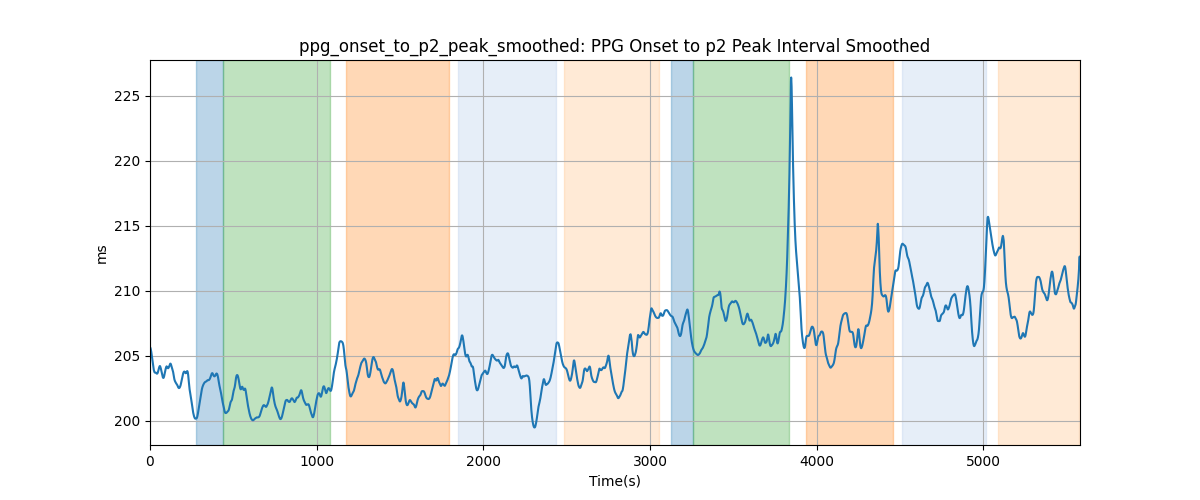 ppg_onset_to_p2_peak_smoothed: PPG Onset to p2 Peak Interval Smoothed
225
220
215
210
205
200
ms
0 1000 2000 3000 4000 5000
Time(s)